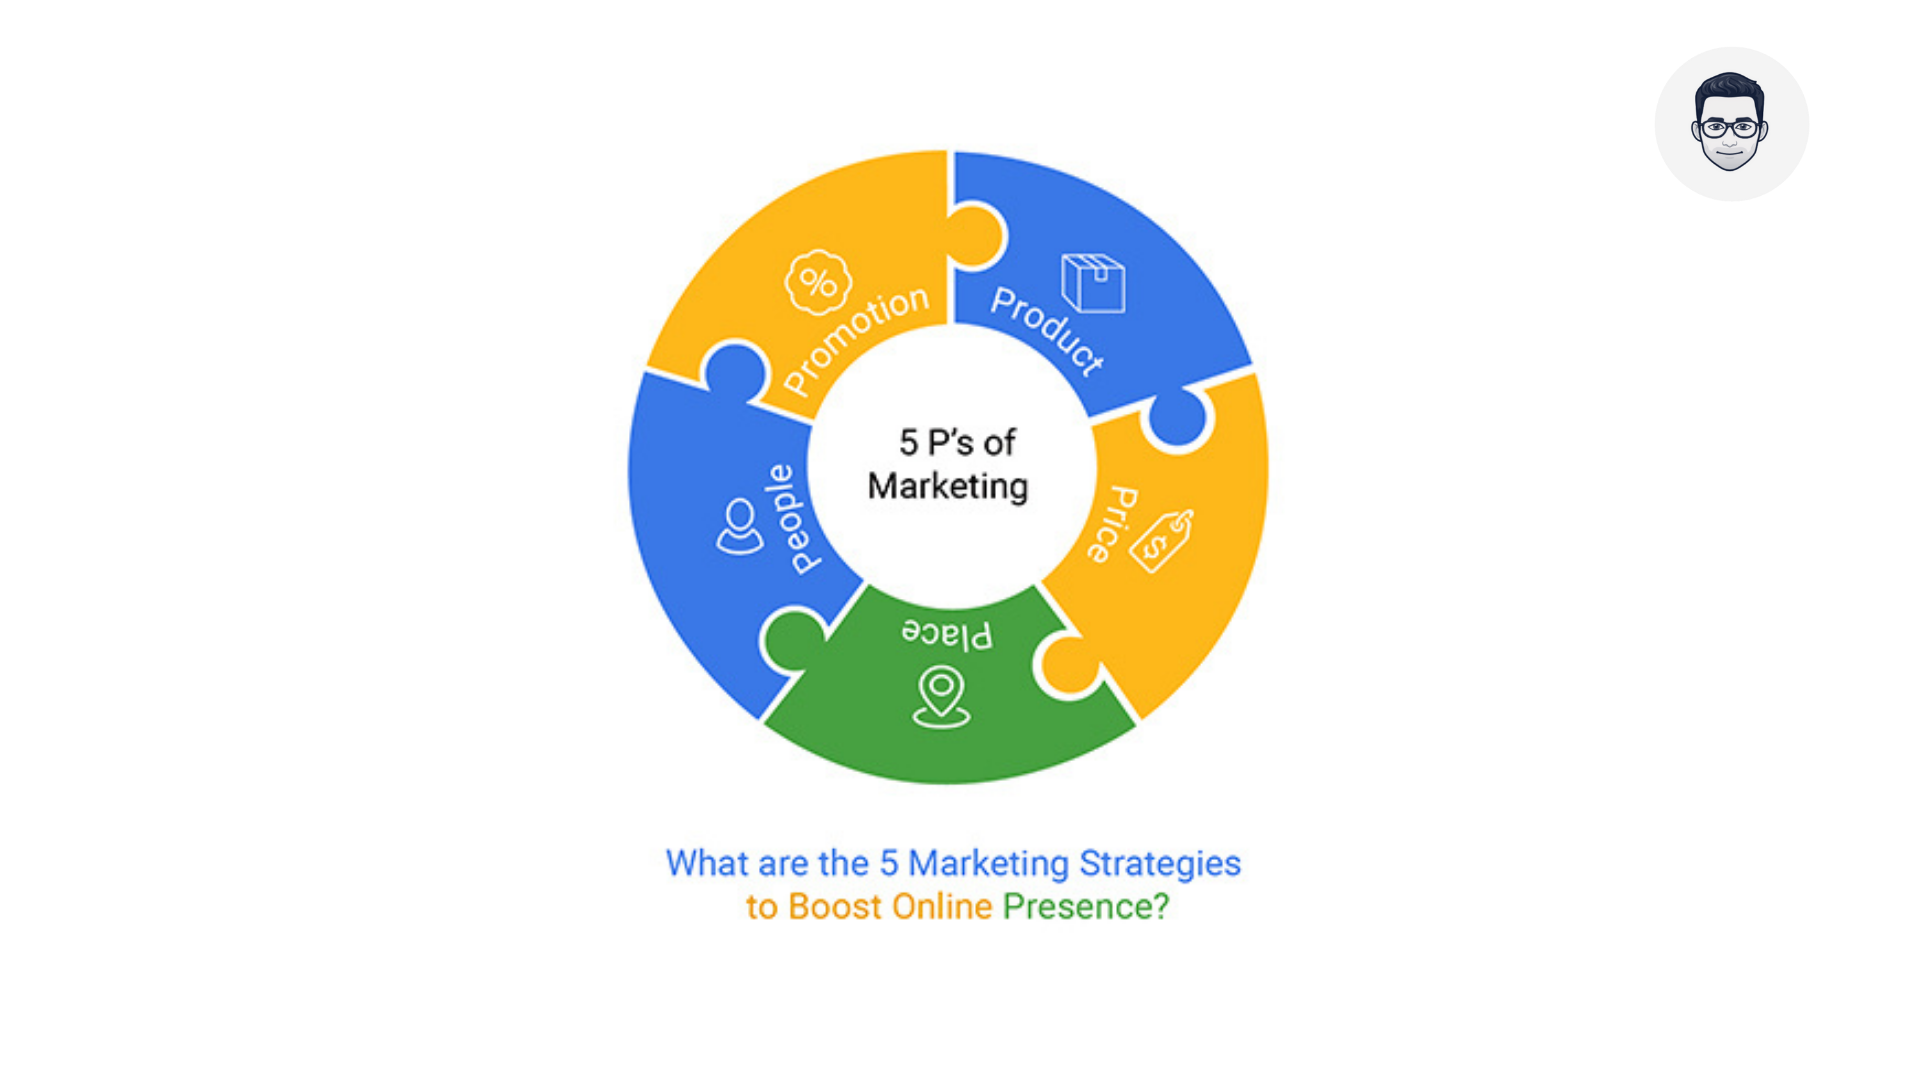 Promotion
Product
5 P's of
Marketing
People
Price
Place
What are the 5 Marketing Strategies
to Boost Online Presence?